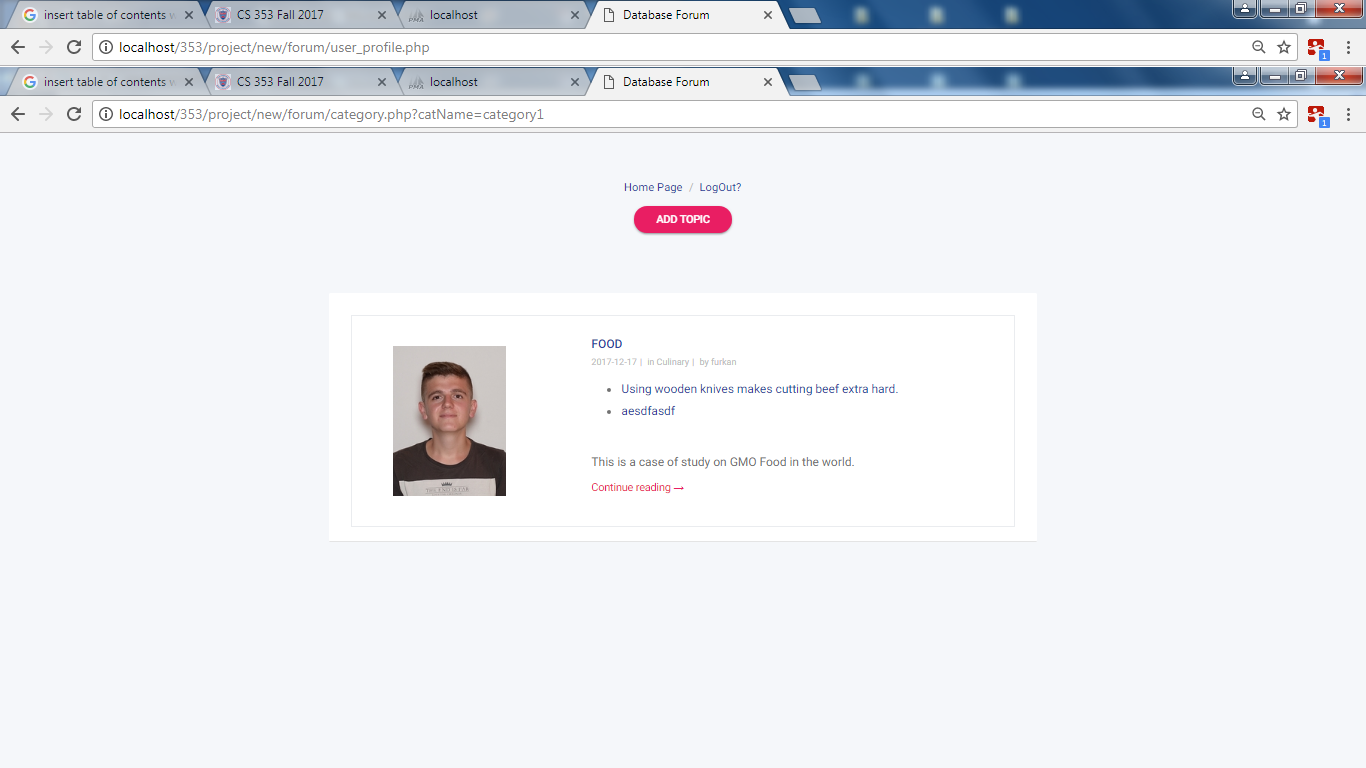 insert table of contents w
CS 353 Fall 2017
localhost
Database Forum
localhost/353/project/new/forum/user_profile.php
1
insert table of contents w
CS 353 Fall 2017
localhost
Database Forum
localhost/353/project/new/forum/category.php?catName=category1
1
Home Page / LogOut?
ADD TOPIC
FOOD
2017-12-17 | in Culinary | by furkan
• Using wooden knives makes cutting beef extra hard.
• aesdfasdf
This is a case of study on GMO Food in the world.
Continue reading →